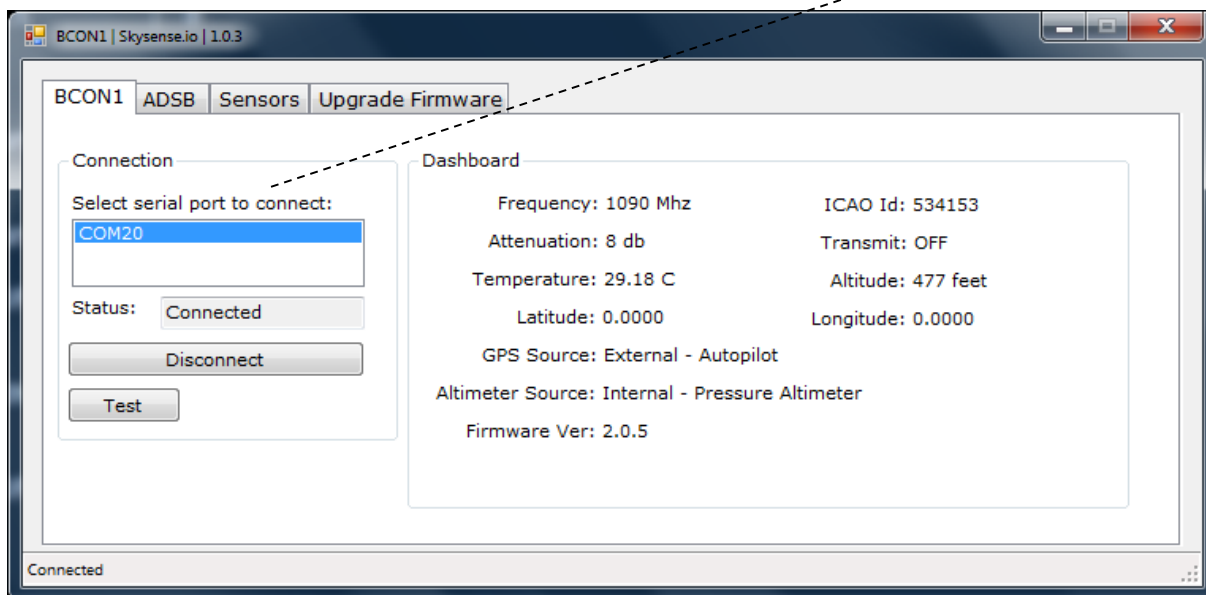 BCON1 | Skysense.io | 1.0.3
BCON1 ADSB Sensors Upgrade Firmware
Connection
Select serial port to connect:
COM20
Status: Connected
Disconnect
Test
Dashboard
Frequency: 1090 Mhz ICAO Id: 534153
Attenuation: 8 db Transmit: OFF
Temperature: 29.18 C Altitude: 477 feet
Latitude: 0.0000 Longitude: 0.0000
GPS Source: External - Autopilot
Altimeter Source: Internal - Pressure Altimeter
Firmware Ver: 2.0.5
Connected